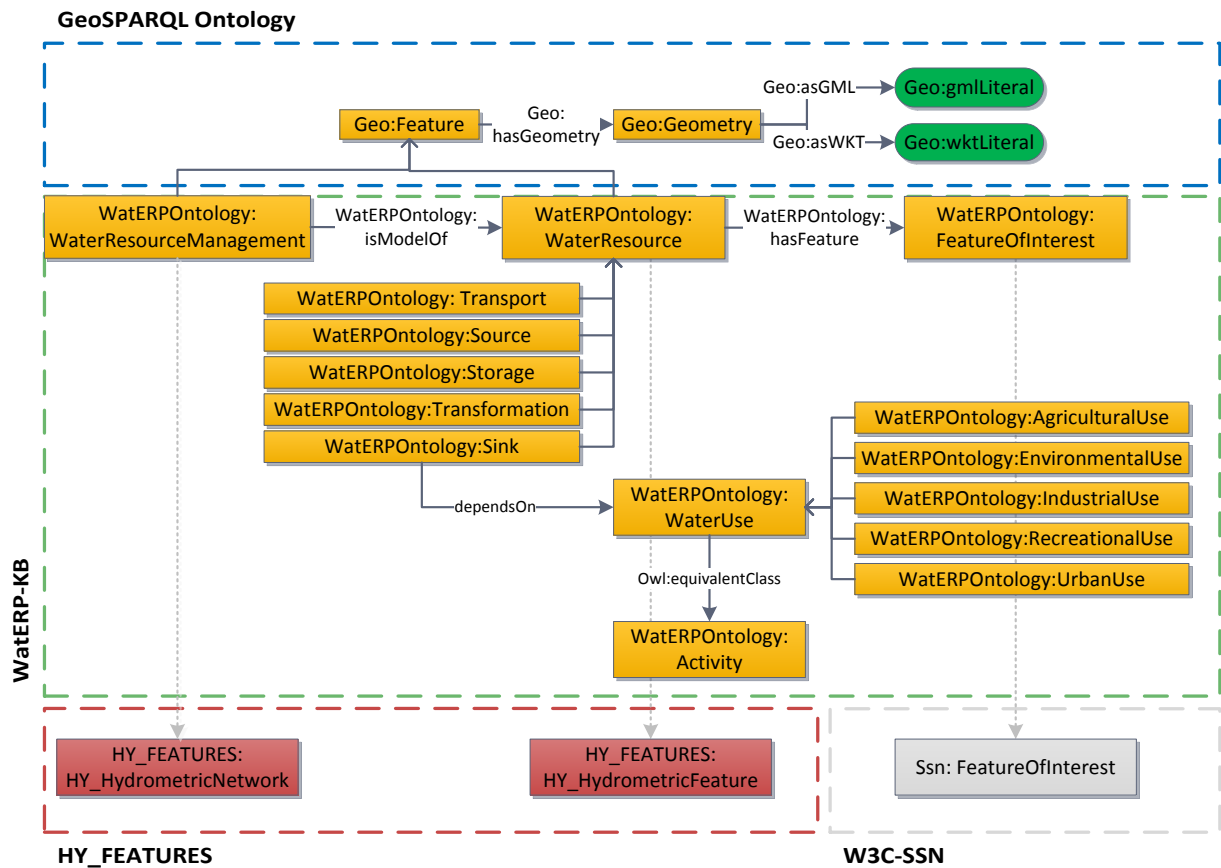 GeoSPARQL Ontology
Geo:asGML
Geo:gmlLiteral
Geo:Feature
Geo:
hasGeometry
Geo:Geometry
Geo:asWKT
Geo:wktLiteral
WatERPOntology:
WaterResourceManagement
WatERPOntology:
isModelOf
WatERPOntology:
WaterResource
WatERPOntology:
hasFeature
WatERPOntology:
FeatureOfInterest
WatERPOntology: Transport
WatERPOntology:Source
WatERPOntology:Storage
WatERPOntology:Transformation
WatERPOntology:Sink
WatERPOntology:AgriculturalUse
WatERPOntology:EnvironmentalUse
WatERPOntology:IndustrialUse
WatERPOntology:RecreationalUse
WatERPOntology:UrbanUse
dependsOn
WatERPOntology:
WaterUse
Owl:equivalentClass
WatERPOntology:
Activity
WatERP-KB
HY_FEATURES:
HY_HydrometricNetwork
HY_FEATURES:
HY_HydrometricFeature
Ssn: FeatureOfInterest
HY_FEATURES
W3C-SSN